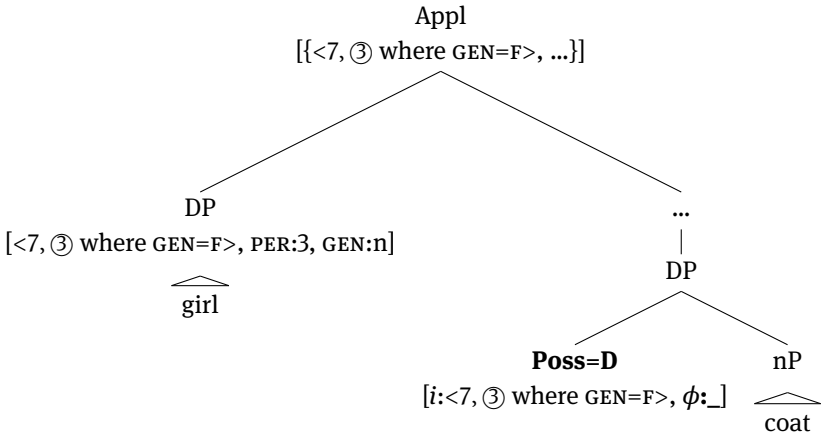 Appl
[{<7, ③ where GEN=F>, ...}]
DP
...
[<7, ③ where GEN=F>, PER:3, GEN:n]
DP
girl
Poss=D
nP
[i:<7, ③ where GEN=F>, ϕ:_]
coat